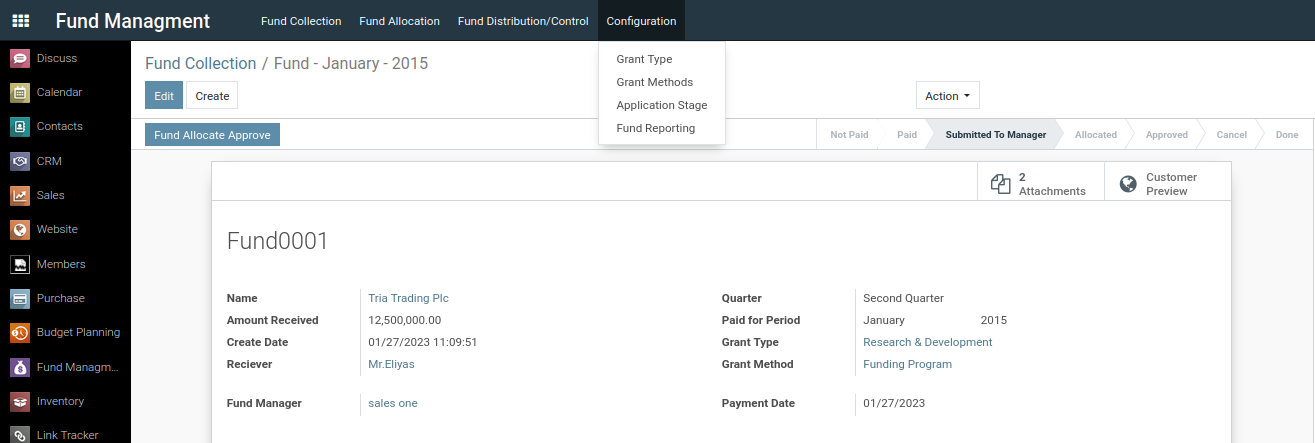 Fund Managment
Fund Collection Fund Allocation Fund Distribution/Control Configuration
Grant Type
Grant Methods
Application Stage
Fund Reporting
Discuss
Calendar
Contacts
CRM
Sales
Website
Members
Purchase
Budget Planning
Fund Managm...
Inventory
Link Tracker
Fund Collection / Fund - January - 2015
Edit Create Action
Fund Allocate Approve Not Paid Paid Submitted To Manager Allocated Approved Cancel Done
2
Attachments
Customer
Preview
Fund0001
Name Tria Trading Plc
Amount Received 12,500,000.00
Create Date 01/27/2023 11:09:51
Reciever Mr.Eliyas
Fund Manager sales one
Quarter Second Quarter
Paid for Period January 2015
Grant Type Research & Development
Grant Method Funding Program
Payment Date 01/27/2023